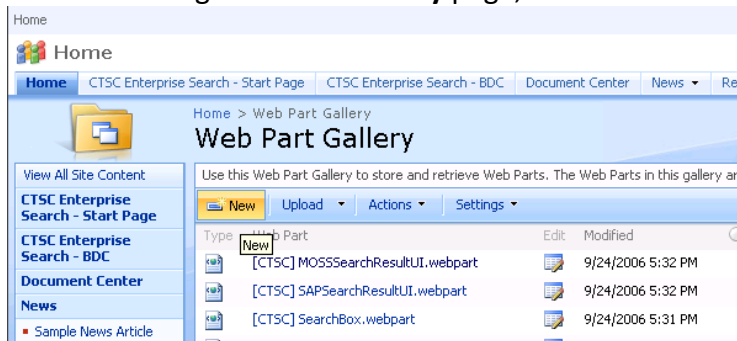 Home
Home
Home CTSC Enterprise Search - Start Page CTSC Enterprise Search - BDC Document Center News
Home > Web Part Gallery
Web Part Gallery
View All Site Content
Use this Web Part Gallery to store and retrieve Web Parts. The Web Parts in this gallery
CTSC Enterprise
Search - Start Page
New Upload Actions Settings
Type Web Part Edit Modified
New
CTSC Enterprise
Search - BDC
[CTSC] MOSSSearchResultUI.webpart 9/24/2006 5:32 PM
Document Center
[CTSC] SAPSearchResultUI.webpart 9/24/2006 5:32 PM
News
Sample News Article
[CTSC] SearchBox.webpart 9/24/2006 5:31 PM